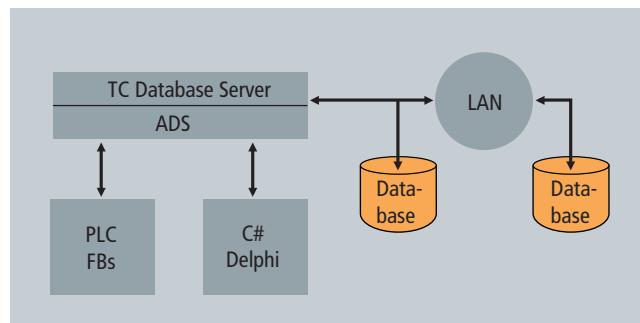 TC Database Server
ADS
LAN
PLC
FBs
C#
Delphi
Data-
base
Data-
base